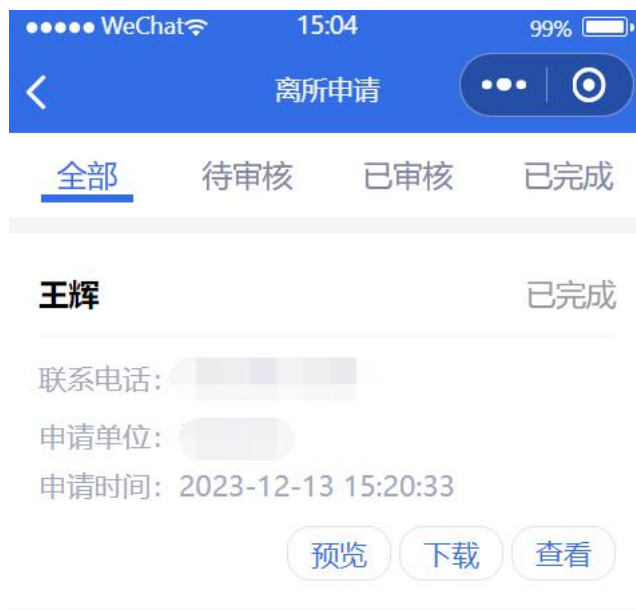 WeChat 15:04 99%
离所申请
全部 待审核 已审核 已完成
王辉 已完成
联系电话:
申请单位:
申请时间: 2023-12-13 15:20:33
预览 下载 查看